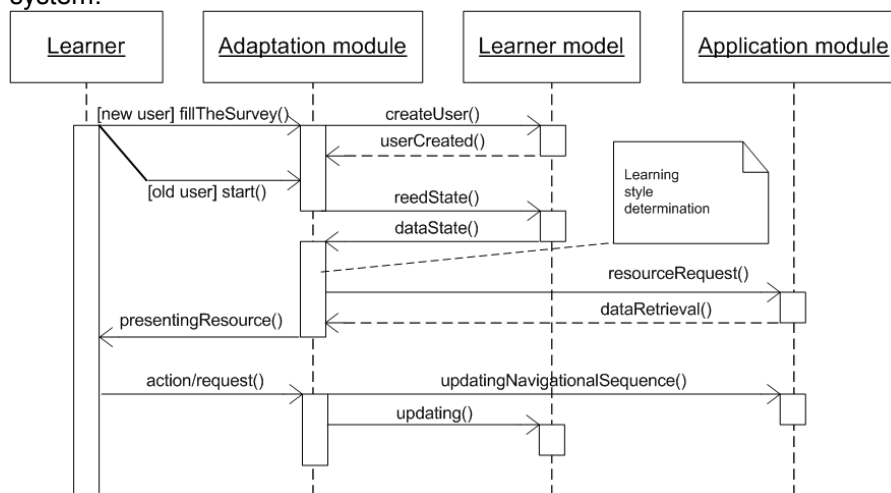 system.
Learner
Adaptation module
Learner model
Application module
[new user] fillTheSurvey()
createUser()
userCreated()
[old user] start()
reedState()
dataState()
Learning
style
determination
resourceRequest()
dataRetrieval()
presentingResource()
action/request()
updatingNavigationalSequence()
updating()